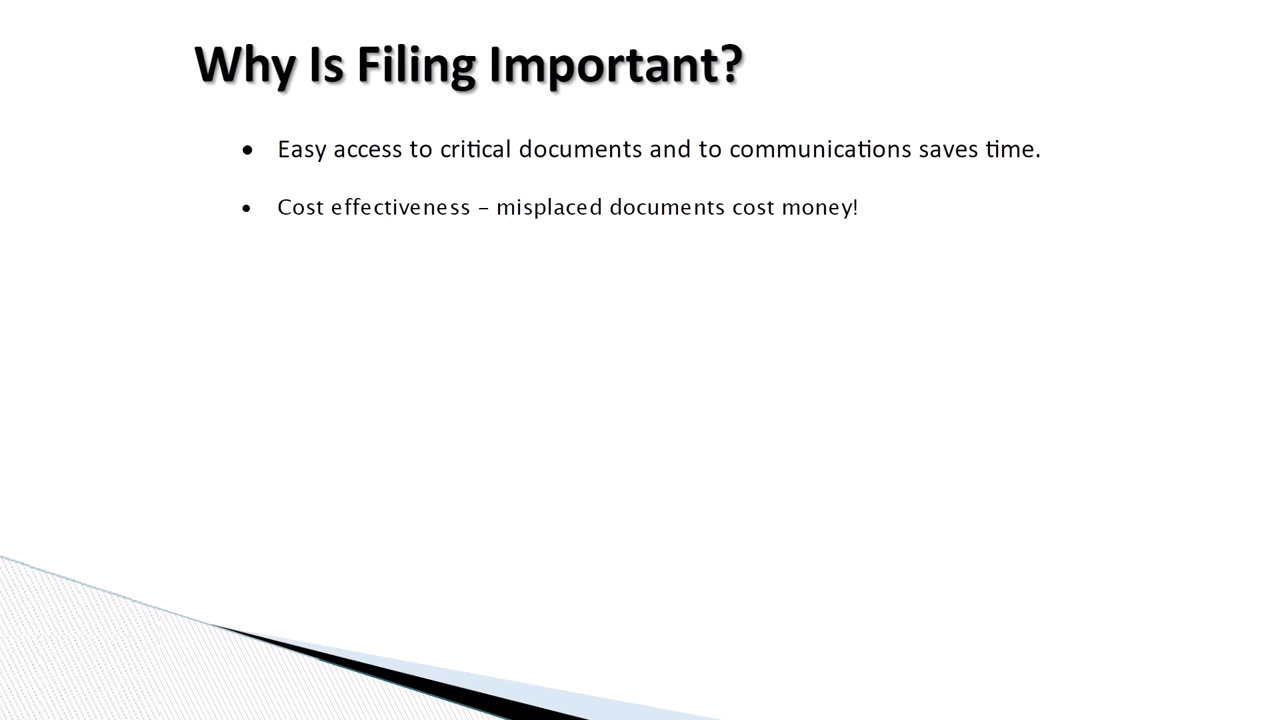 Why Is Filing Important?
• Easy access to critical documents and to communications saves time.
• Cost effectiveness – misplaced documents cost money!